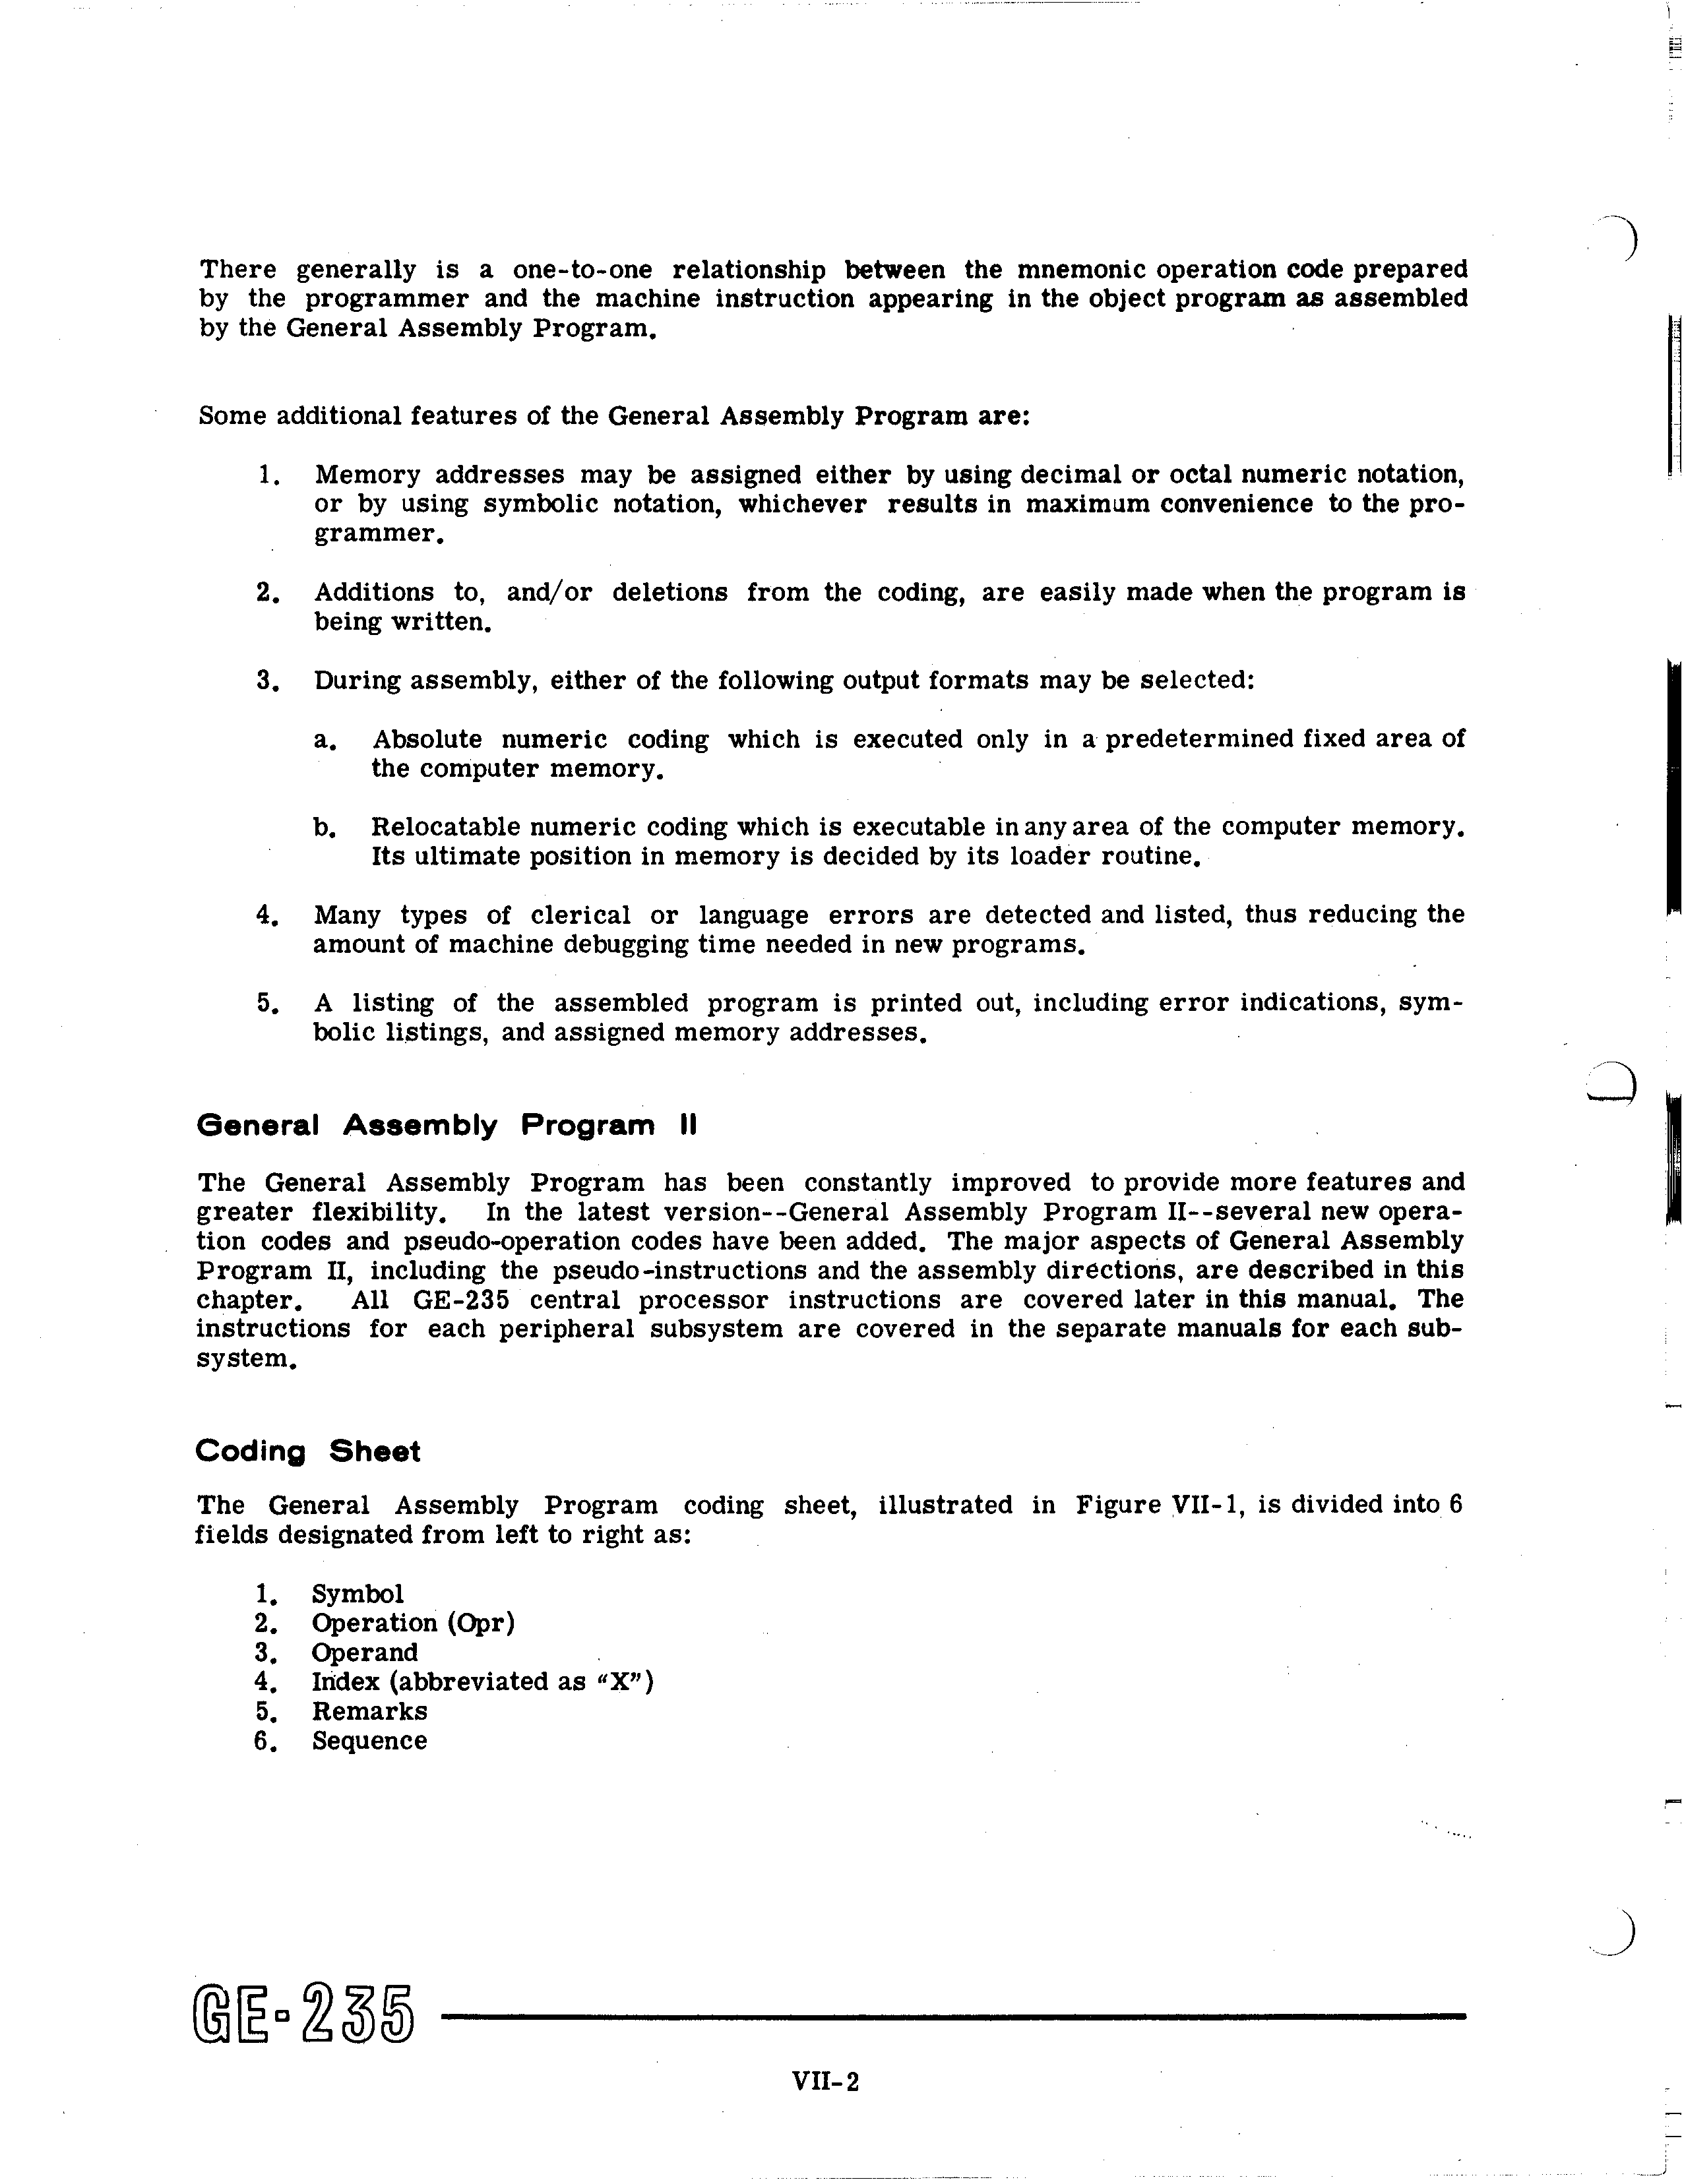 There generally is a one-to-one relationship between the mnemonic operation code prepared
by the programmer and the machine instruction appearing in the object program as assembled
by the General Assembly Program.
Some additional features of the General Assembly Program are:
1. Memory addresses may be assigned either by using decimal or octal numeric notation,
or by using symbolic notation, whichever results in maximum convenience to the pro-
grammer.
2. Additions to, and/or deletions from the coding, are easily made when the program is
being written.
3. During assembly, either of the following output formats may be selected:
a. Absolute numeric coding which is executed only in a predetermined fixed area of
the computer memory.
b. Relocatable numeric coding which is executable in any area of the computer memory.
Its ultimate position in memory is decided by its loader routine.
4. Many types of clerical or language errors are detected and listed, thus reducing the
amount of machine debugging time needed in new programs.
5. A listing of the assembled program is printed out, including error indications, sym-
bolic listings, and assigned memory addresses.
General Assembly Program II
The General Assembly Program has been constantly improved to provide more features and
greater flexibility. In the latest version--General Assembly Program II--several new opera-
tion codes and pseudo-operation codes have been added. The major aspects of General Assembly
Program II, including the pseudo-instructions and the assembly directions, are described in this
chapter. All GE-235 central processor instructions are covered later in this manual. The
instructions for each peripheral subsystem are covered in the separate manuals for each sub-
system.
Coding Sheet
The General Assembly Program coding sheet, illustrated in Figure VII-1, is divided into 6
fields designated from left to right as:
1. Symbol
2. Operation (Opr)
3. Operand
4. Index (abbreviated as “X”)
5. Remarks
6. Sequence
GE-235
VII-2